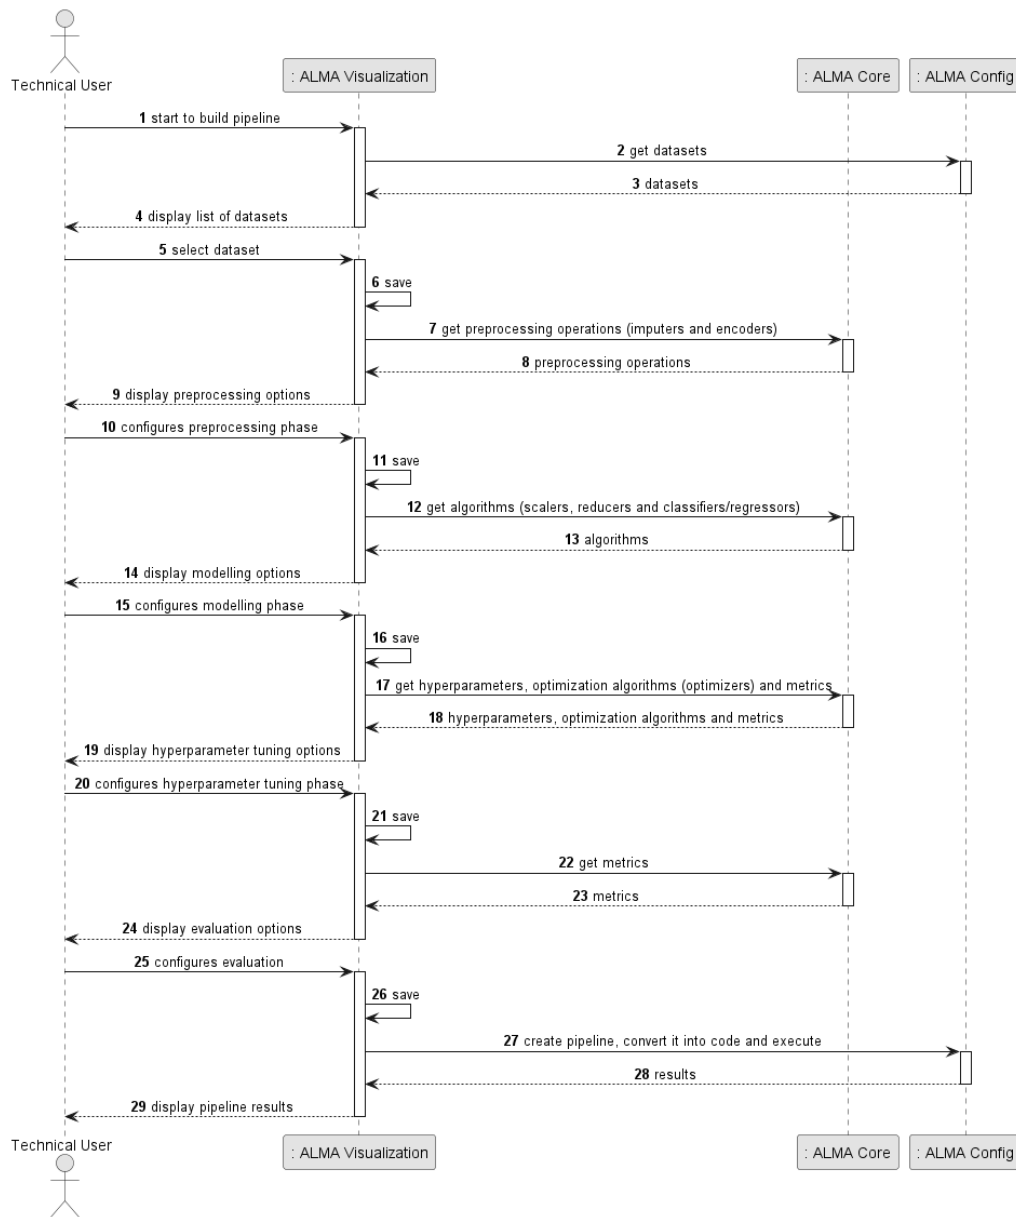 Technical User
: ALMA Visualization
: ALMA Core
: ALMA Config
1 start to build pipeline
2 get datasets
3 datasets
4 display list of datasets
5 select dataset
6 save
7 get preprocessing operations (imputers and encoders)
8 preprocessing operations
9 display preprocessing options
10 configures preprocessing phase
11 save
12 get algorithms (scalers, reducers and classifiers/regressors)
13 algorithms
14 display modelling options
15 configures modelling phase
16 save
17 get hyperparameters, optimization algorithms (optimizers) and metrics
18 hyperparameters, optimization algorithms and metrics
19 display hyperparameter tuning options
20 configures hyperparameter tuning phase
21 save
22 get metrics
23 metrics
24 display evaluation options
25 configures evaluation
26 save
27 create pipeline, convert it into code and execute
28 results
29 display pipeline results
Technical User
: ALMA Visualization
: ALMA Core
: ALMA Config